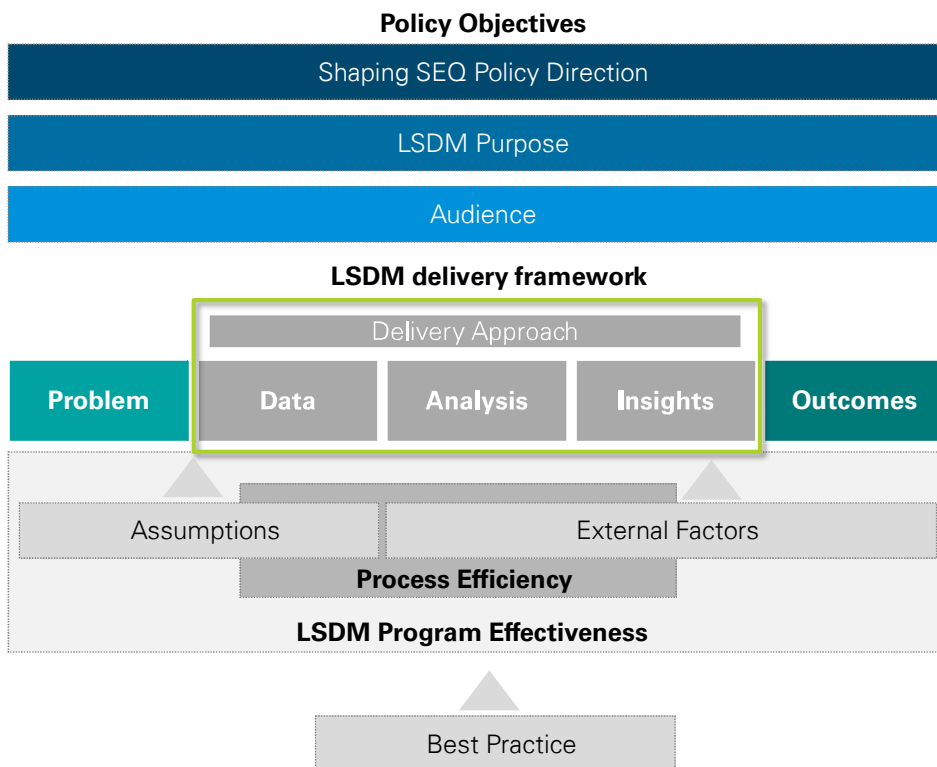 Policy Objectives
Shaping SEQ Policy Direction
LSDM Purpose
Audience
LSDM delivery framework
Delivery Approach
Problem
Data
Analysis
Insights
Outcomes
Assumptions
External Factors
Process Efficiency
LSDM Program Effectiveness
Best Practice